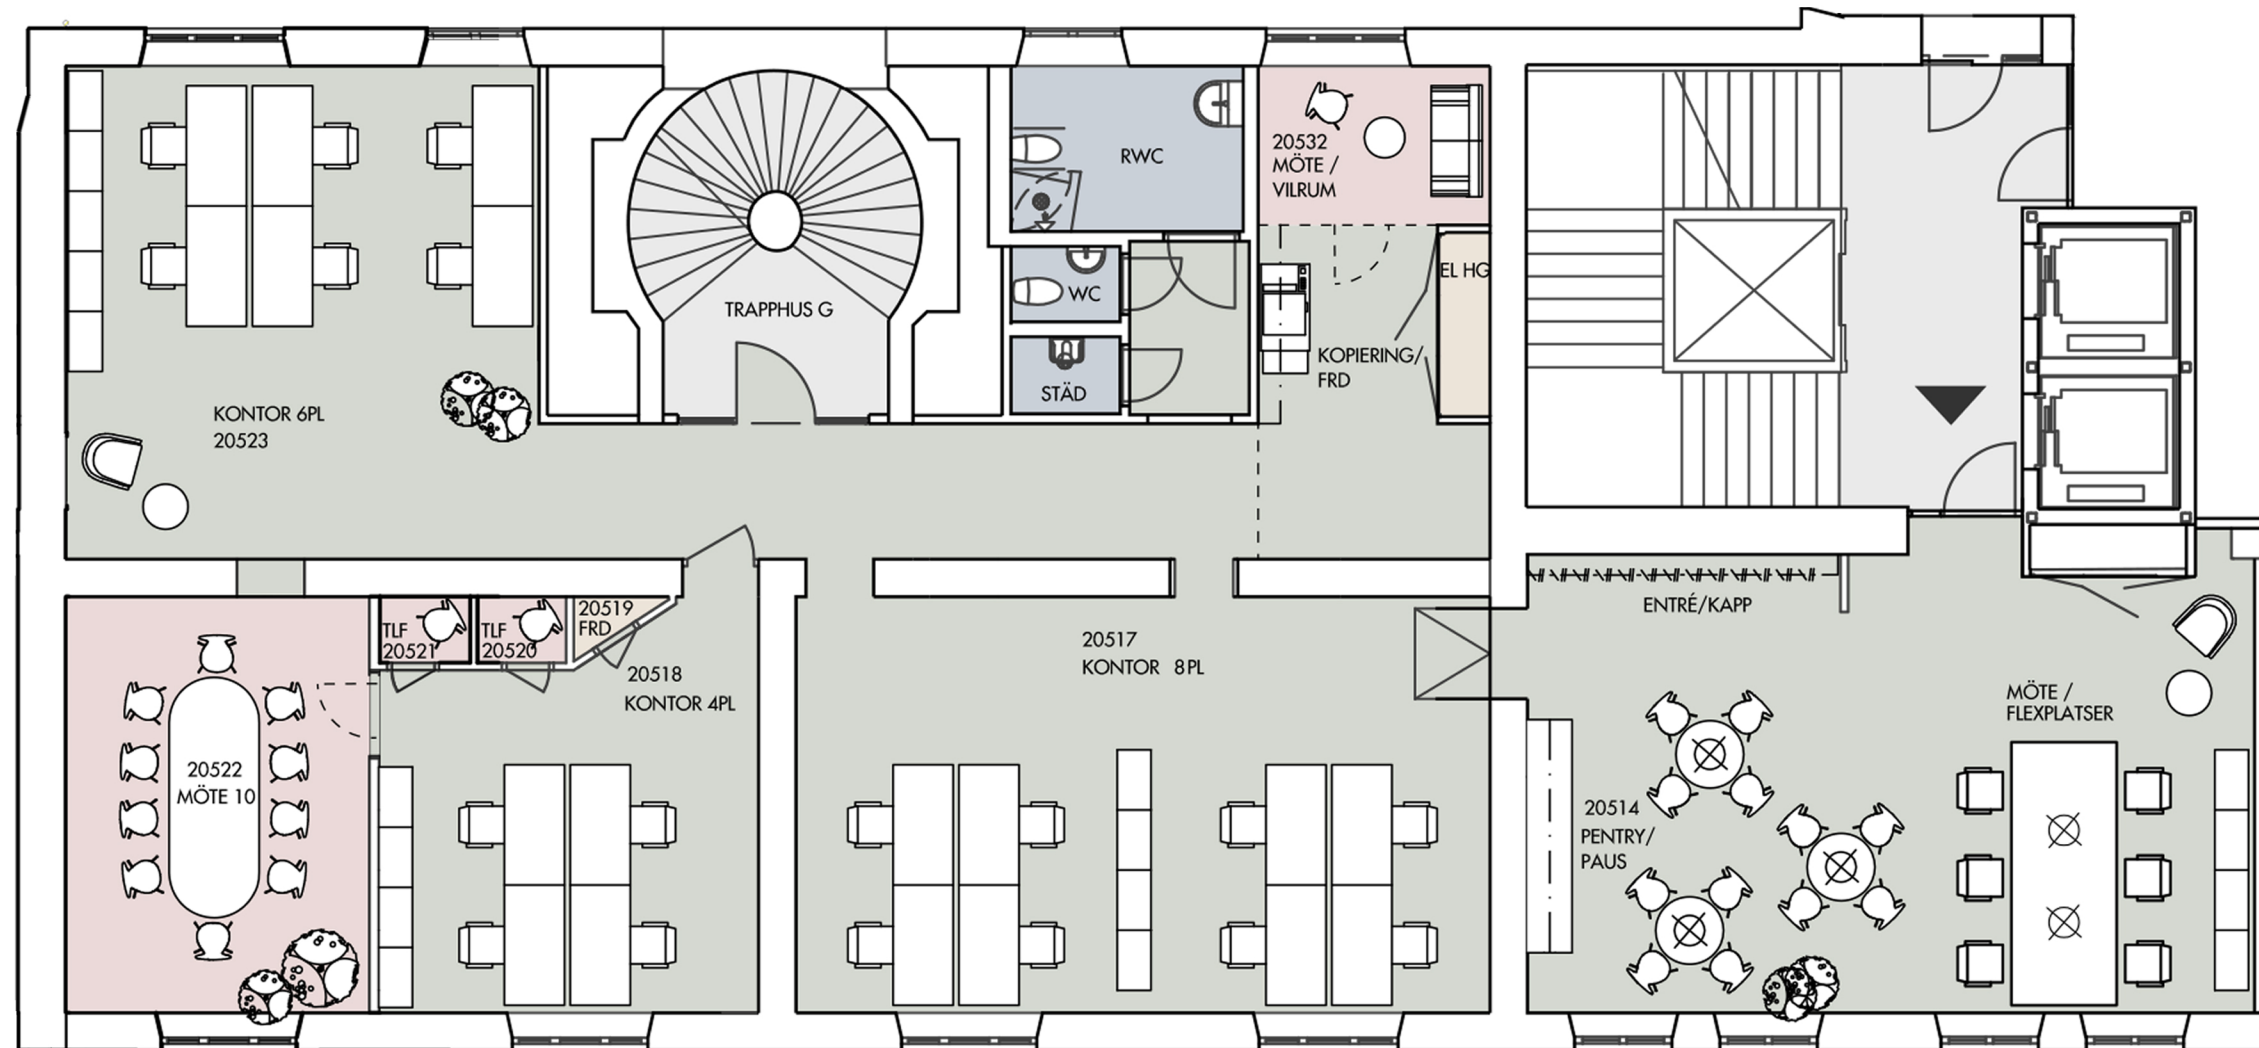 RWC
20532
MÖTE /
VILRUM
EL HG
WC
TRAPPHUS G
KOPIERING/
FRD
STÄD
KONTOR 6PL
20523
ENTRÉ/KAPP
TLF
20521
TLF
20520
20519
FRD
20518
KONTOR 4PL
20517
KONTOR 8PL
MÖTE /
FLEXPLATSER
20522
MÖTE 10
20514
PENTRY/
PAUS